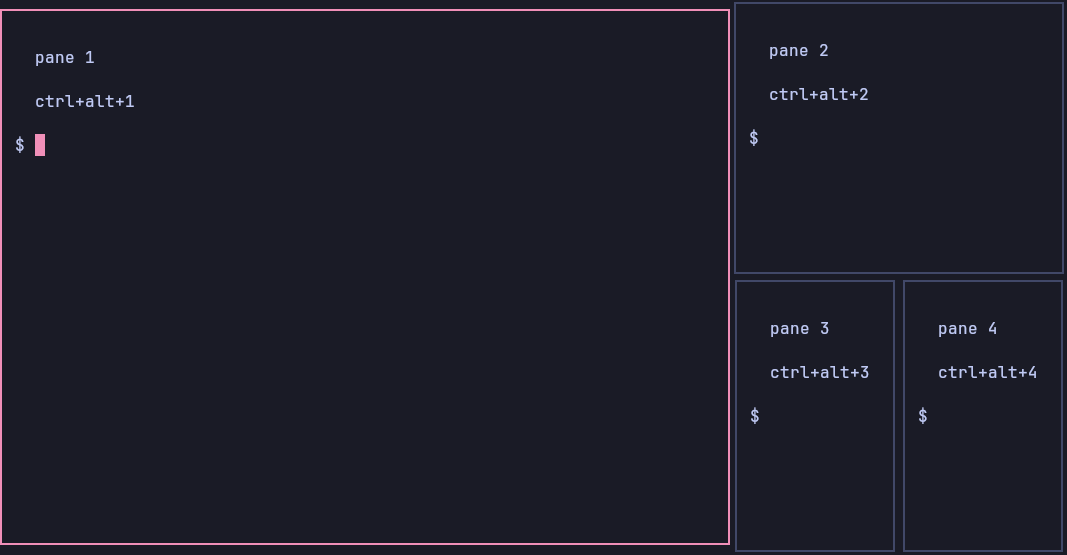 pane 1
ctrl+alt+1
$
pane 2
ctrl+alt+2
$
pane 3
ctrl+alt+3
$
pane 4
ctrl+alt+4
$